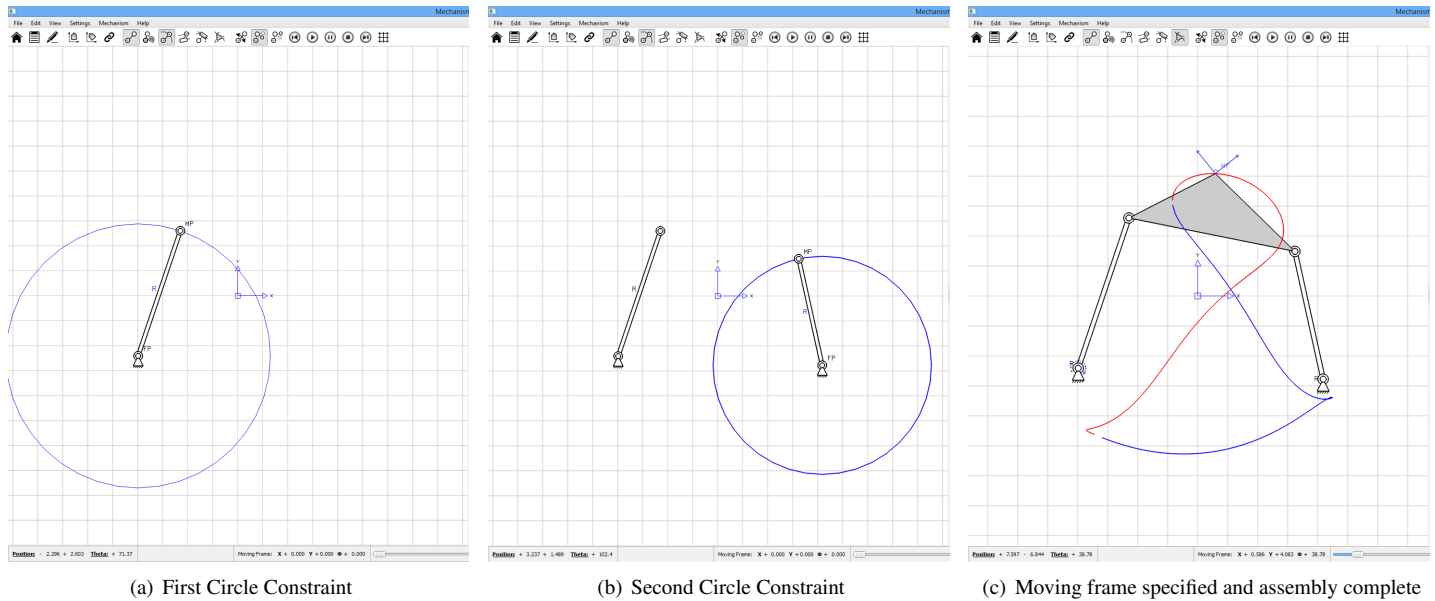 Mechanism
File Edit View Settings Mechanism Help
MP
R
Y
X
FP
Position: - 2.296 + 2.603 Theta: + 71.37
Moving Frame: X + 0.000 Y + 0.000 Φ + 0.000
(a) First Circle Constraint
Mechanism
File Edit View Settings Mechanism Help
MP
R
Y
X
R
FP
Position: + 3.237 + 1.489 Theta: + 102.4
Moving Frame: X + 0.000 Y + 0.000 Φ + 0.000
(b) Second Circle Constraint
Mechanism
File Edit View Settings Mechanism Help
MF
Y
X
R
R
Position: + 7.597 - 6.844 Theta: + 38.78
Moving Frame: X + 0.586 Y + 4.083 Φ + 38.78
(c) Moving frame specified and assembly complete